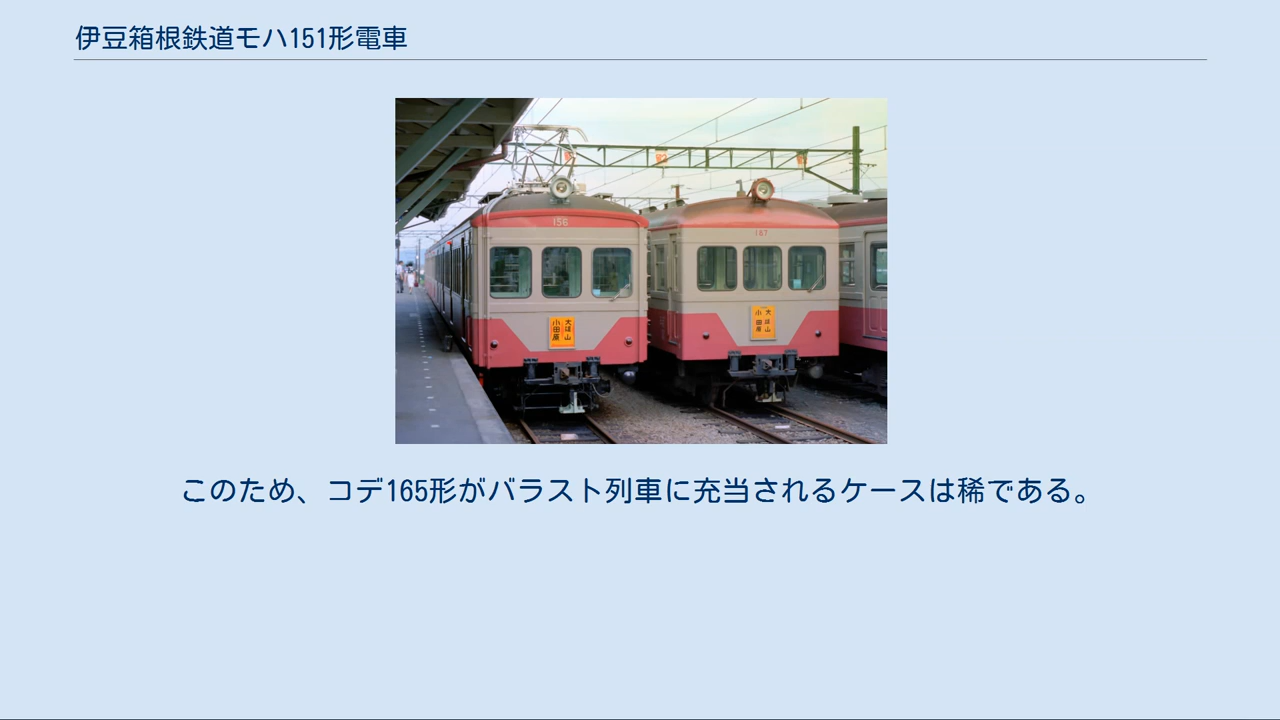 伊豆箱根鉄道モハ151形電車
156
187
小田原
大雄山
小田原
大雄山
このため、コデ165形がバラスト列車に充当されるケースは稀である。